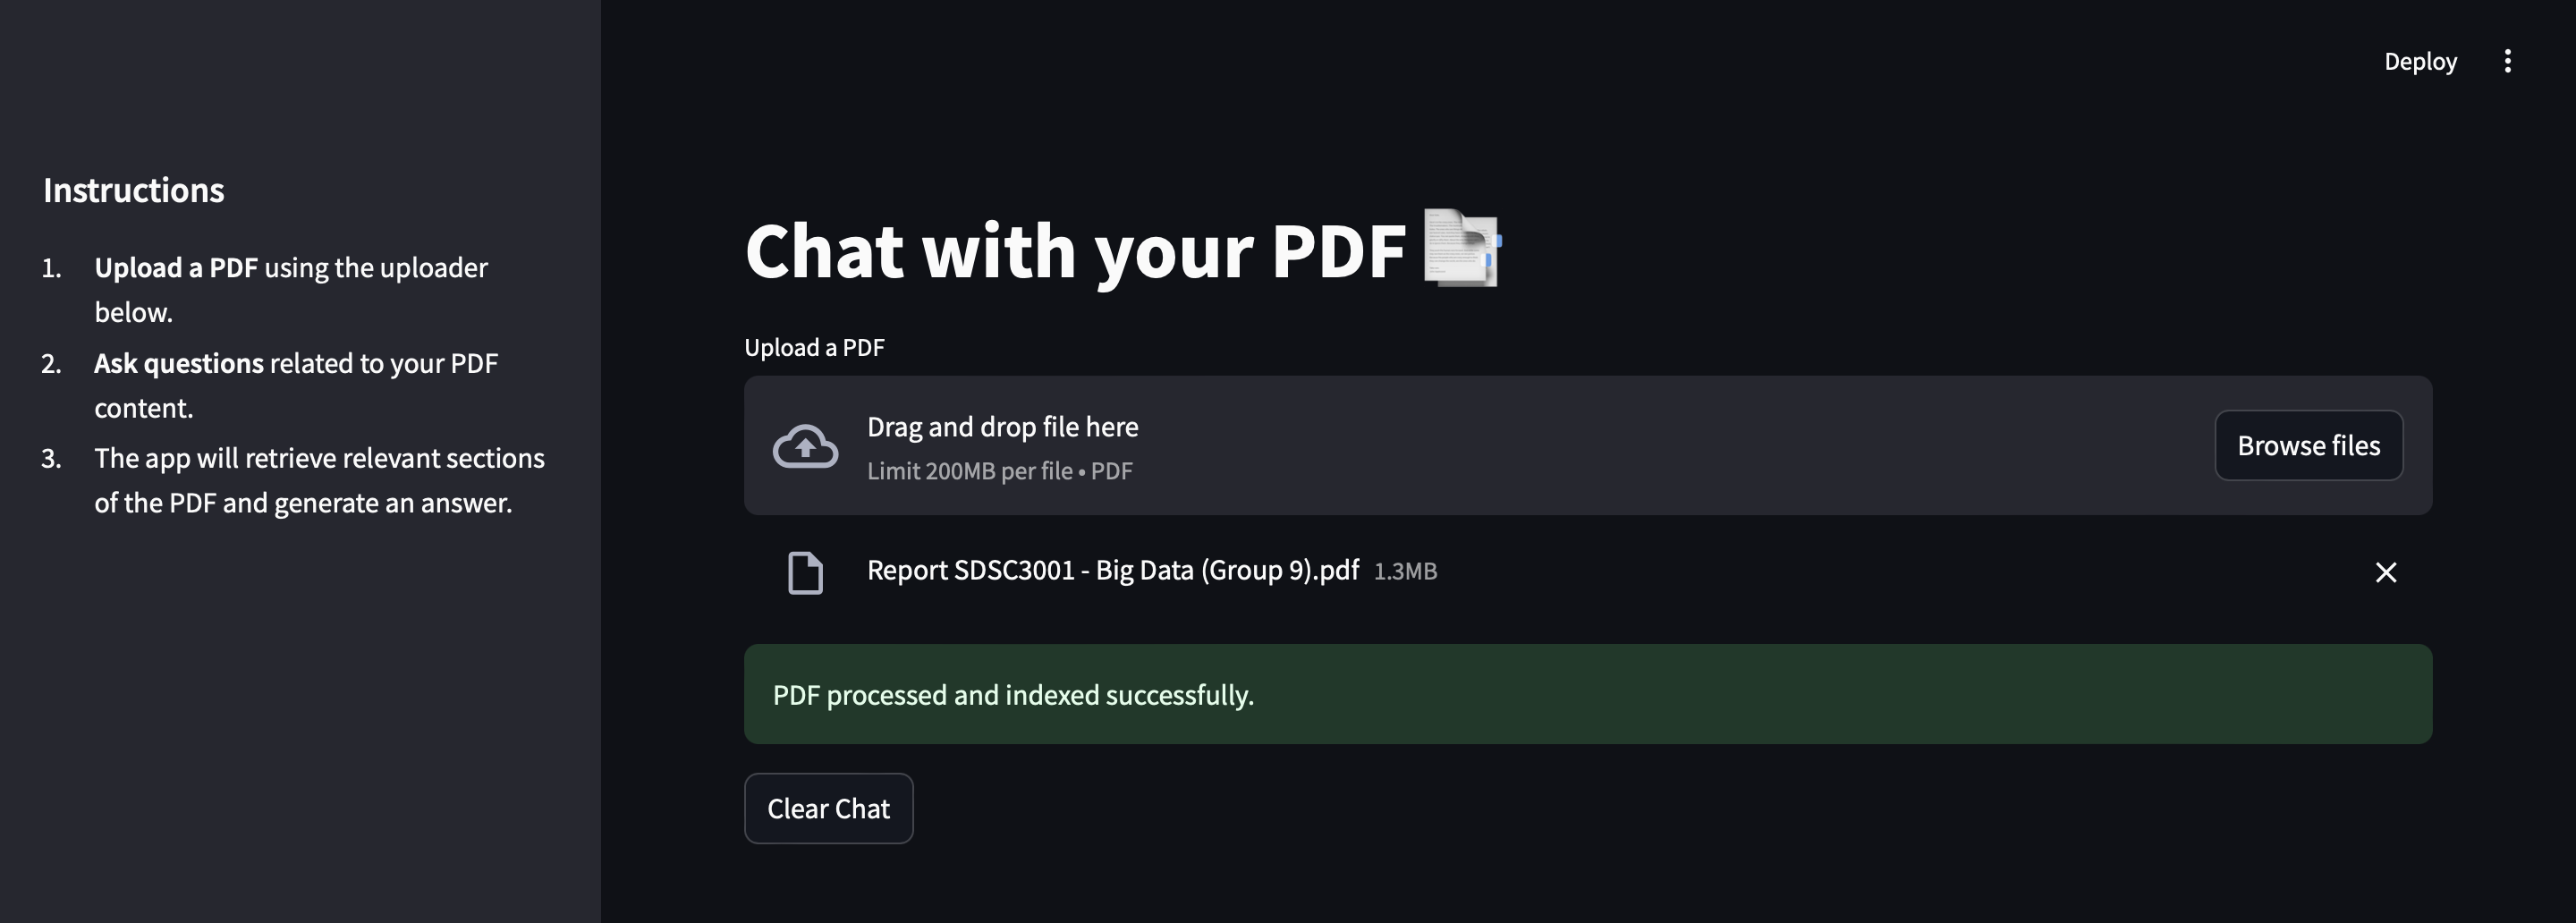 Deploy
Instructions
1. Upload a PDF using the uploader
below.
2. Ask questions related to your PDF
content.
3. The app will retrieve relevant sections
of the PDF and generate an answer.
Chat with your PDF
Upload a PDF
Drag and drop file here
Limit 200MB per file • PDF
Browse files
Report SDSC3001 - Big Data (Group 9).pdf 1.3MB
PDF processed and indexed successfully.
Clear Chat